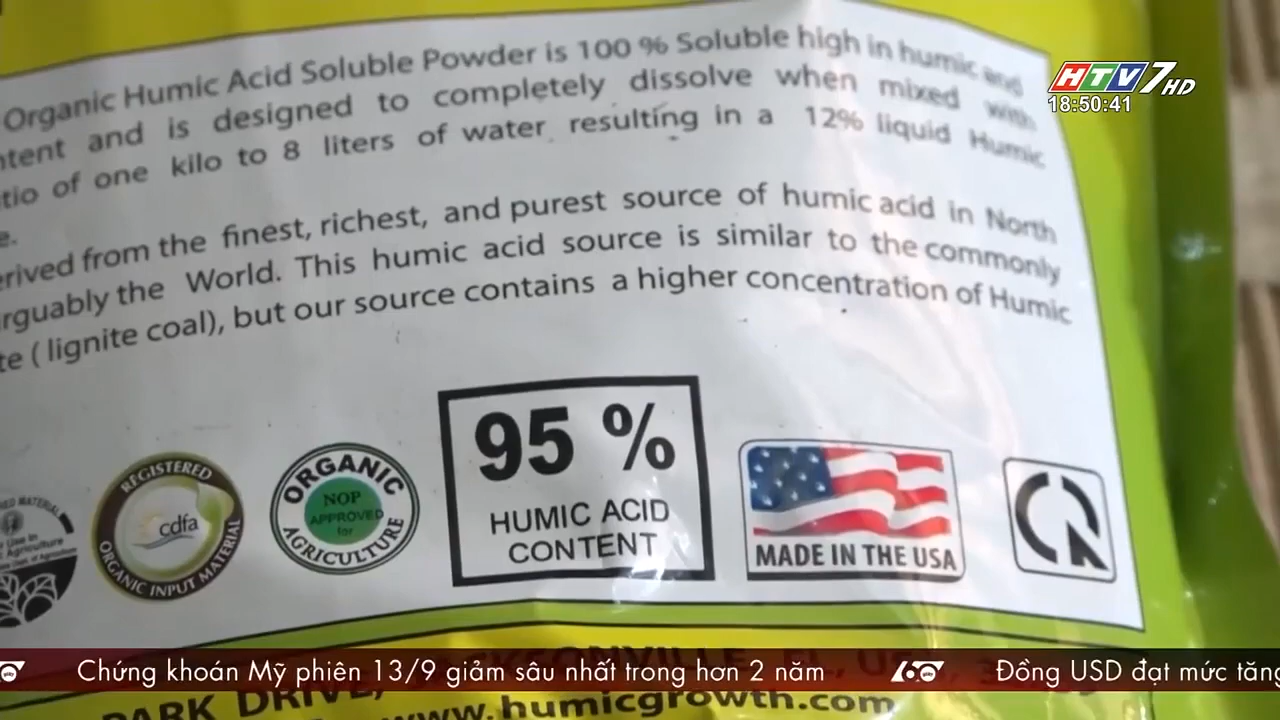 Organic Humic Acid Soluble Powder is 100 % Soluble high in humic and
and is designed to completely dissolve when mixed with
of one kilo to 8 liters of water resulting in a 12% liquid Humic
from the finest, richest, and purest source of humic acid in North
the World. This humic acid source is similar to the commonly
( lignite coal), but our source contains a higher concentration of Humic
HTV7 HD
18:50:41
REGISTERED
cdfa
ORGANIC INPUT MATERIAL
ORGANIC
NOP
APPROVED
for
AGRICULTURE
95 %
HUMIC ACID
CONTENT
MADE IN THE USA
Chứng khoán Mỹ phiên 13/9 giảm sâu nhất trong hơn 2 năm
60 giây
Đồng USD đạt mức tăng
PARK DRIVE,
www.humicgrowth.com